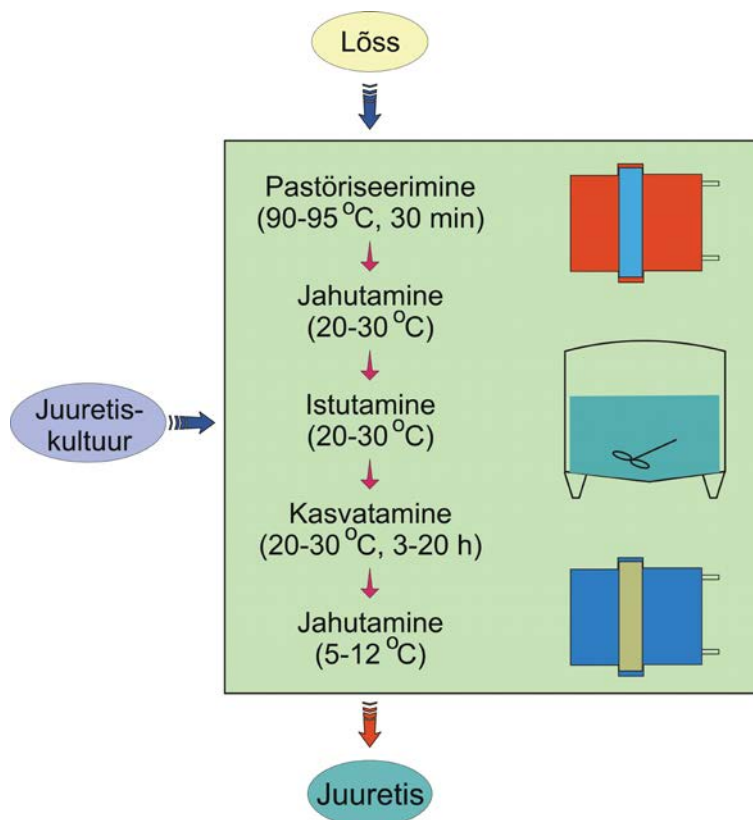 Lõss
Pastöriseerimine
(90-95 °C, 30 min)
Jahutamine
(20-30 °C)
Juuretis-
kultuur
Istutamine
(20-30 °C)
Kasvatamine
(20-30 °C, 3-20 h)
Jahutamine
(5-12 °C)
Juuretis